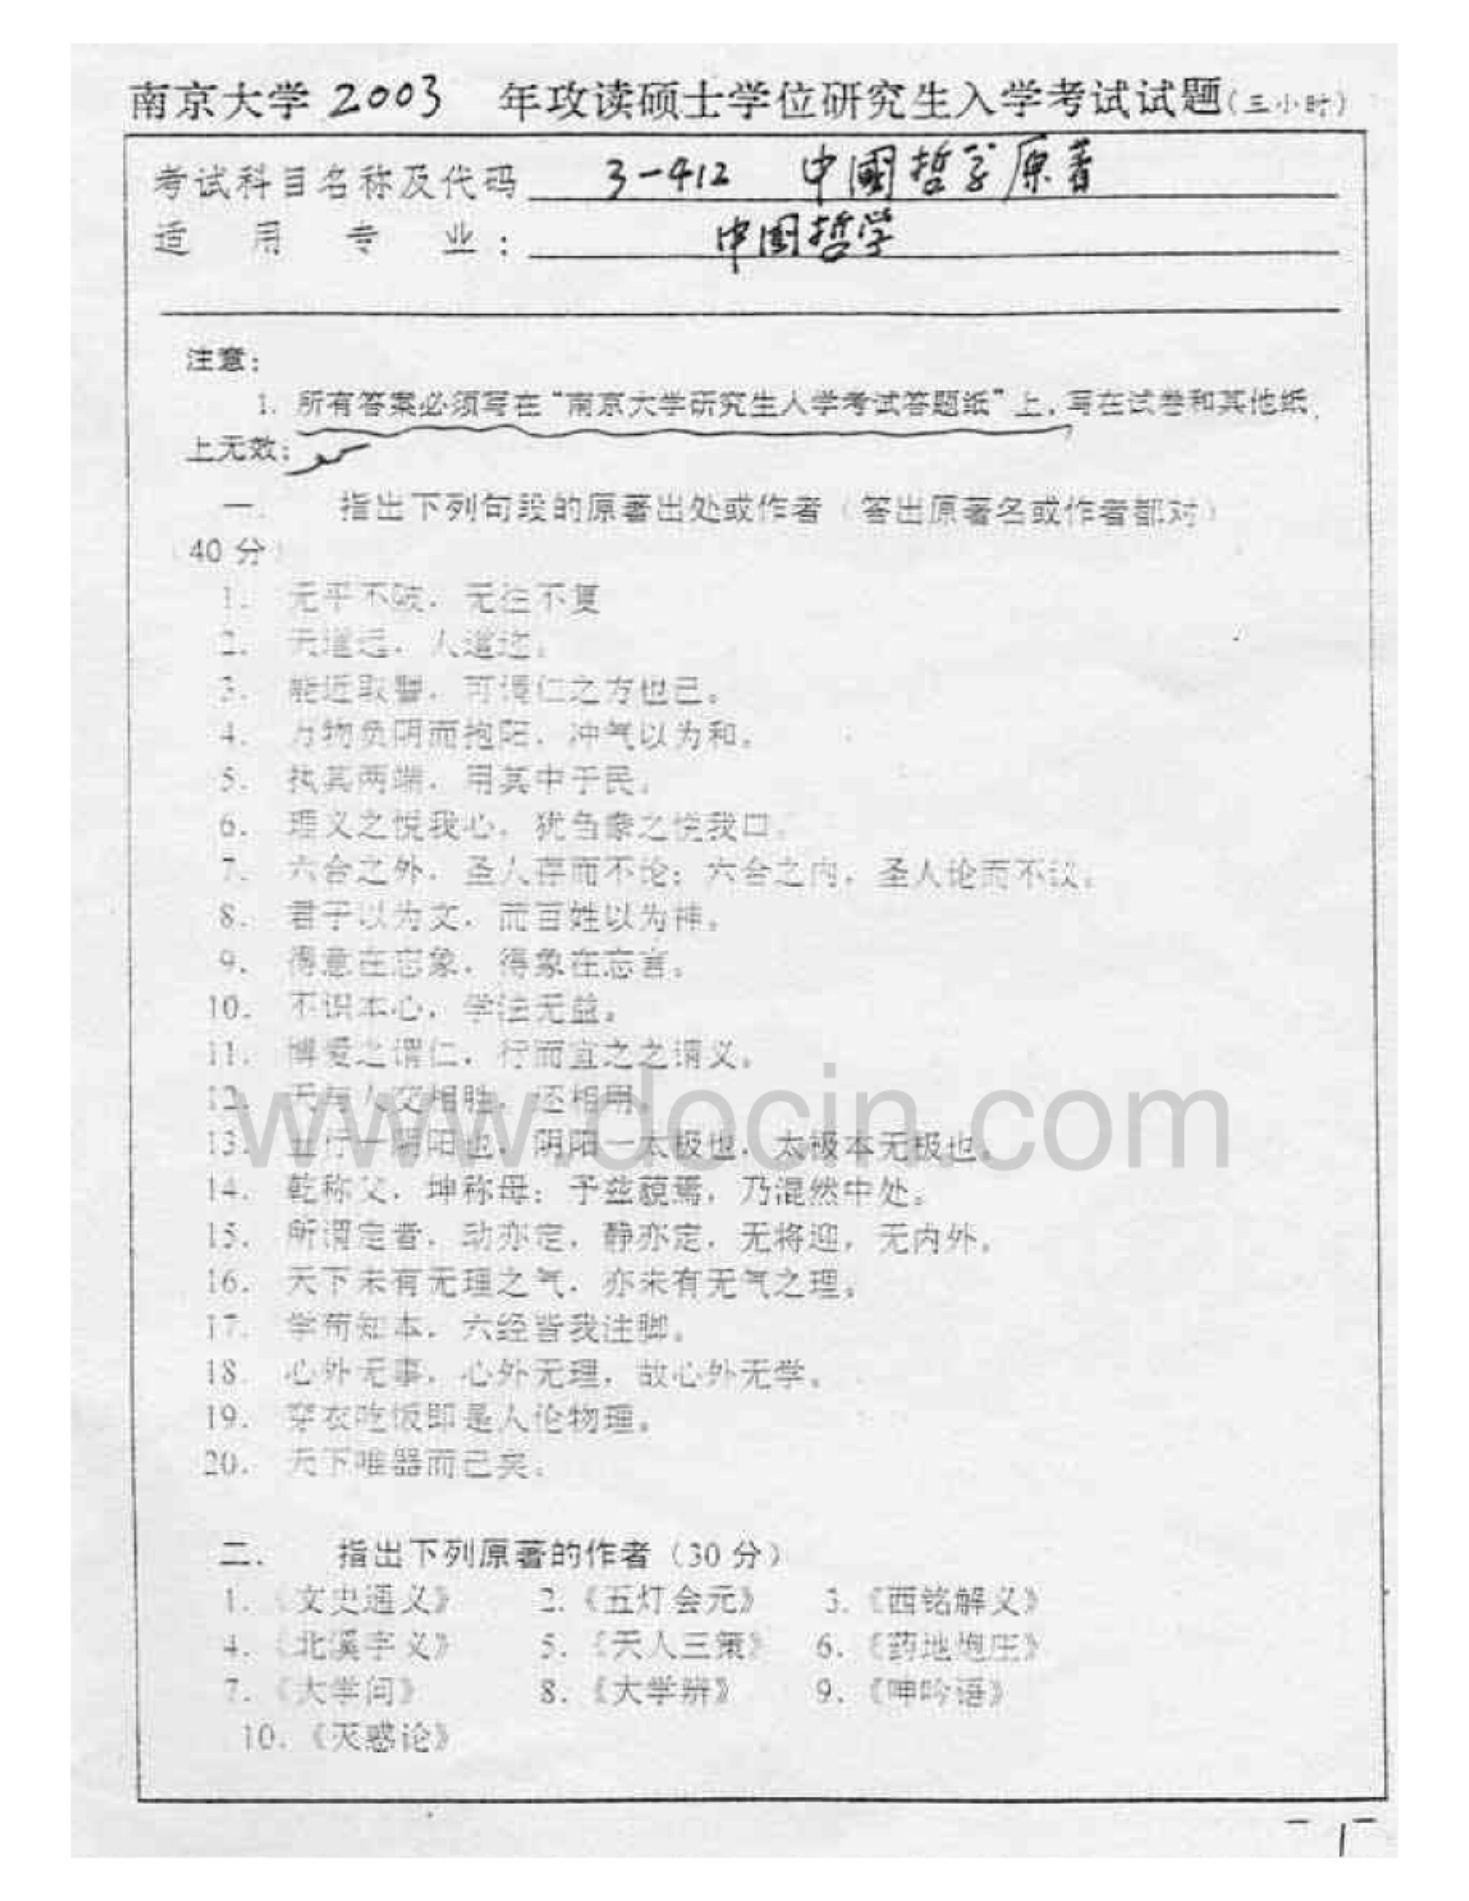 南京大学 2003 年攻读硕士学位研究生入学考试试题(三小时)
考试科目名称及代码 3-412 中國哲学原著
适用专业: 中国哲学
注意:
1. 所有答案必须写在“南京大学研究生入学考试答题纸”上,写在试卷和其他纸
上无效;
一. 指出下列句段的原著出处或作者(答出原著名或作者都对)
(40 分)
1. 无平不陂,无往不复
2. 天道远,人道迩。
3. 能近取譬,可谓仁之方也已。
4. 万物负阴而抱阳,冲气以为和。
5. 执其两端,用其中于民。
6. 理义之悦我心,犹刍豢之悦我口。
7. 六合之外,圣人存而不论;六合之内,圣人论而不议。
8. 君子以为文,而百姓以为神。
9. 得意在忘象,得象在忘言。
10. 不识本心,学法无益。
11. 博爱之谓仁,行而宜之之谓义。
12. 天与人交相胜,还相用。
www.docin.com
13. 五行一阴阳也,阴阳一太极也,太极本无极也。
14. 乾称父,坤称母;予兹藐焉,乃混然中处。
15. 所谓定者,动亦定,静亦定,无将迎,无内外。
16. 天下未有无理之气,亦未有无气之理。
17. 学苟知本,六经皆我注脚。
18. 心外无事,心外无理,故心外无学。
19. 穿衣吃饭即是人伦物理。
20. 天下唯器而已矣。
二. 指出下列原著的作者(30 分)
1.《文史通义》 2.《五灯会元》 3.《西铭解义》
4.《北溪字义》 5.《天人三策》 6.《药地炮庄》
7.《大学问》 8.《大学辨》 9.《呻吟语》
10.《灭惑论》
-1-